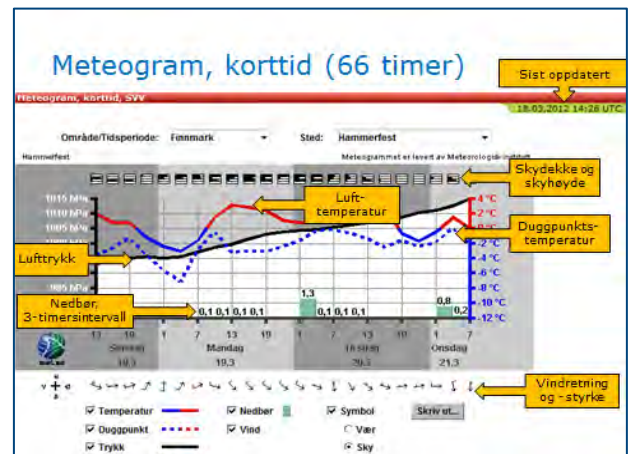 Meteogram, korttid (66 timer)
Sist oppdatert
Meteogram, korttid, SVV
18.03.2012 14:26 UTC
Område/Tidsperiode: Finnmark
Sted: Hammerfest
Hammerfest
Meteogrammet er levert av Meteorologisk institutt
Skydekke og skyhøyde
1015 hPa
4 °C
Luft-
temperatur
1010 hPa
2 °C
1005 hPa
0 °C
Duggpunkts-
temperatur
-2 °C
Lufttrykk
-4 °C
-6 °C
-8 °C
Nedbør,
3-timersintervall
1,3
0,8
-10 °C
0,1 0,1 0,1 0,1
0,1 0,1 0,1 0,1
0,2
-12 °C
13 19 1 7 13 19 1 7 13 19 1 7
Mandag
Onsdag
19.3
20.3
21.3
Vindretning
og -styrke
Temperatur
Nedbør
Symbol
Skriv ut...
Duggpunkt
Vind
Vær
Trykk
Sky